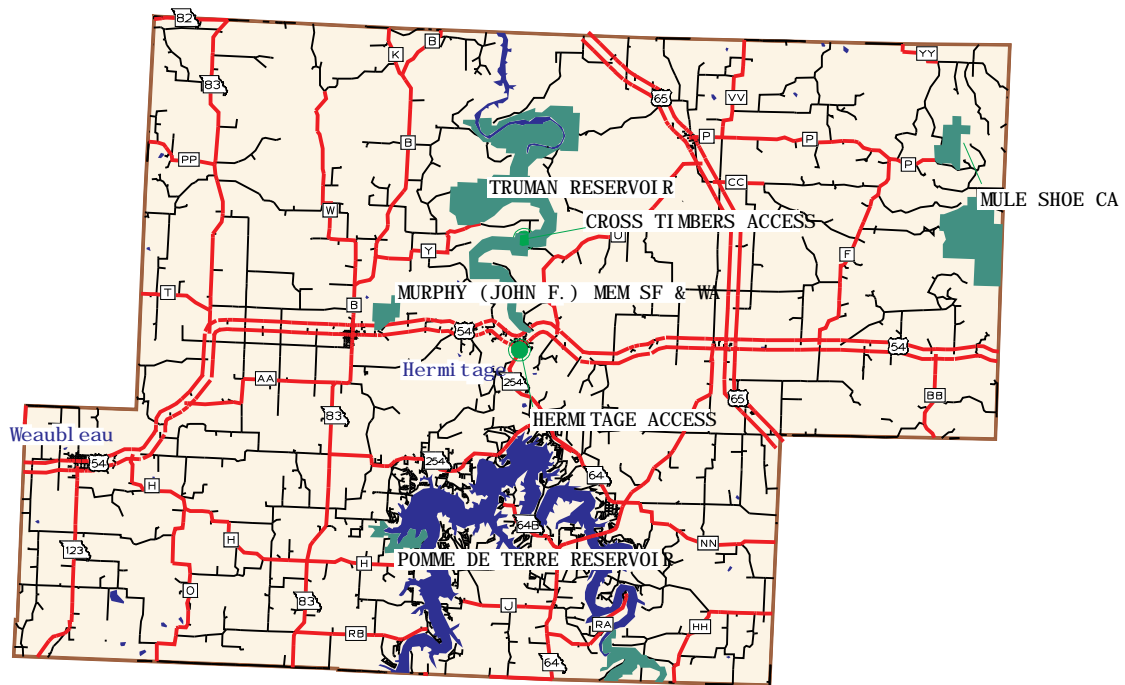 82
B
K
YY
83
65
VV
P
P
B
P
PP
CC
TRUMAN RESERVOIR
MULE SHOE CA
W
CROSS TIMBERS ACCESS
U
Y
F
T
MURPHY (JOHN F.) MEM SF & WA
B
54
54
Hermitage
AA
254
BB
65
83
HERMITAGE ACCESS
Weaubleau
54
254
64
H
64B
H
NN
123
POMME DE TERRE RESERVOIR
H
O
83
J
RA
HH
RB
64